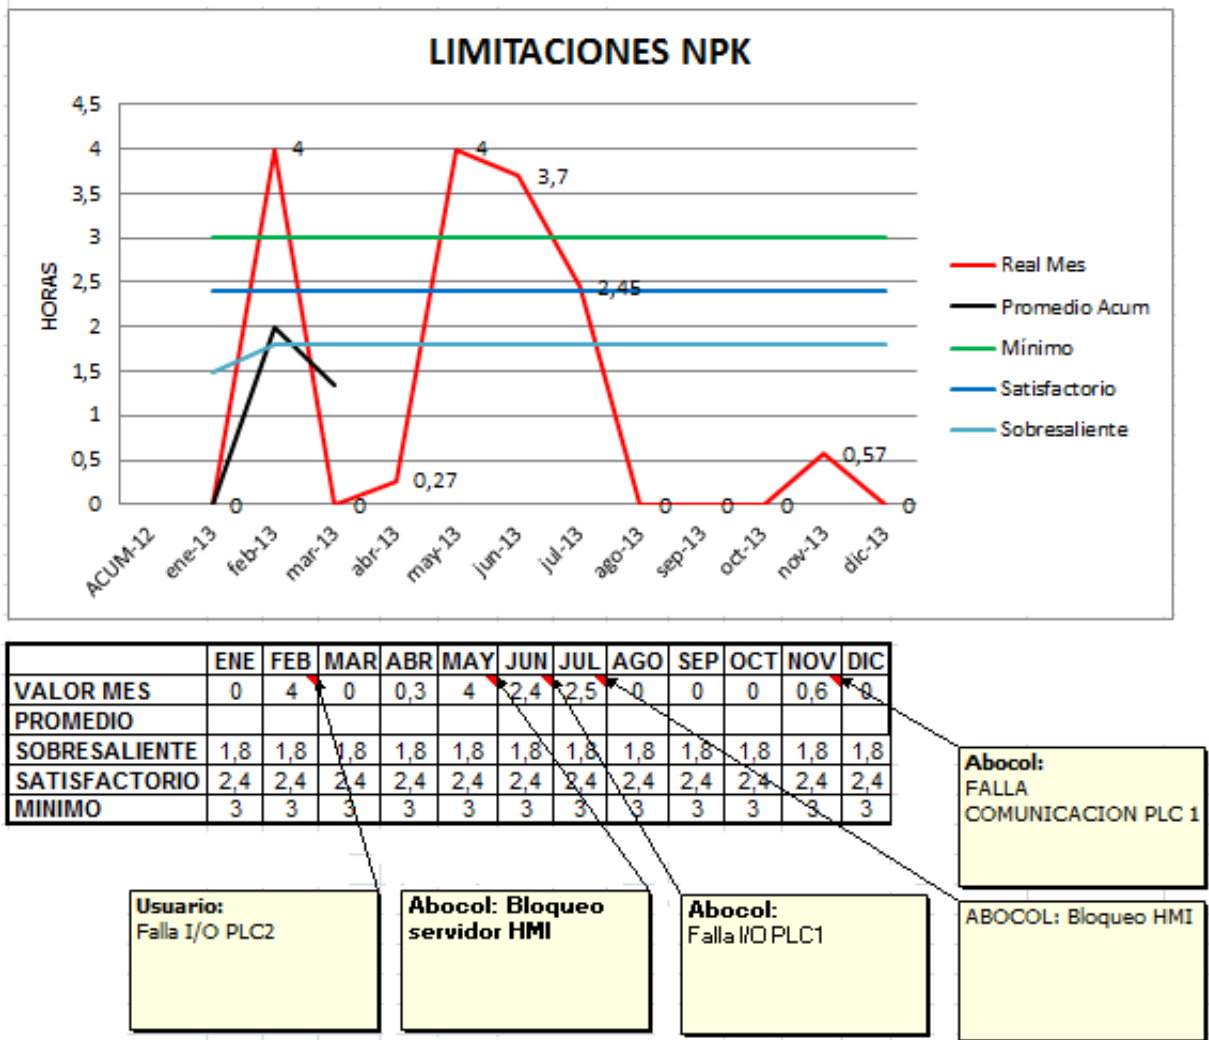 LIMITACIONES NPK
4,5
4
3,5
3
2,5
2
1,5
1
0,5
0
HORAS
4
4
3,7
2,45
0,27
0,57
0
0
0
0
0
0
ACUM-12 ene-13 feb-13 mar-13 abr-13 may-13 jun-13 jul-13 ago-13 sep-13 oct-13 nov-13 dic-13
Real Mes
Promedio Acum
Mínimo
Satisfactorio
Sobresaliente
ENE FEB MAR ABR MAY JUN JUL AGO SEP OCT NOV DIC
VALOR MES 0 4 0 0,3 4 2,4 2,5 0 0 0 0,6 0
PROMEDIO
SOBRESALIENTE 1,8 1,8 1,8 1,8 1,8 1,8 1,8 1,8 1,8 1,8 1,8 1,8
SATISFACTORIO 2,4 2,4 2,4 2,4 2,4 2,4 2,4 2,4 2,4 2,4 2,4 2,4
MINIMO 3 3 3 3 3 3 3 3 3 3 3 3
Abocol:
FALLA
COMUNICACION PLC 1
Usuario:
Falla I/O PLC2
Abocol: Bloqueo
servidor HMI
Abocol:
Falla I/O PLC1
ABOCOL: Bloqueo HMI